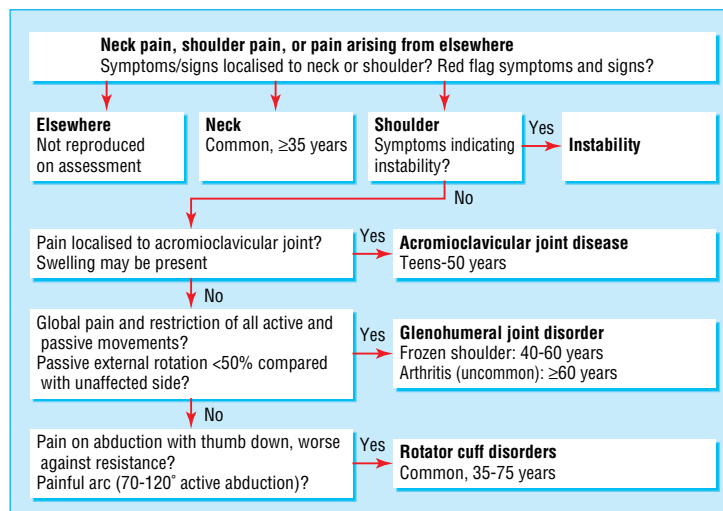 Neck pain, shoulder pain, or pain arising from elsewhere
Symptoms/signs localised to neck or shoulder? Red flag symptoms and signs?
Elsewhere
Not reproduced
on assessment
Neck
Common, ≥35 years
Shoulder
Symptoms indicating
instability?
Yes
Instability
No
Pain localised to acromioclavicular joint?
Swelling may be present
Yes
Acromioclavicular joint disease
Teens-50 years
No
Global pain and restriction of all active and
passive movements?
Passive external rotation <50% compared
with unaffected side?
Yes
Glenohumeral joint disorder
Frozen shoulder: 40-60 years
Arthritis (uncommon): ≥60 years
No
Pain on abduction with thumb down, worse
against resistance?
Painful arc (70-120° active abduction)?
Yes
Rotator cuff disorders
Common, 35-75 years